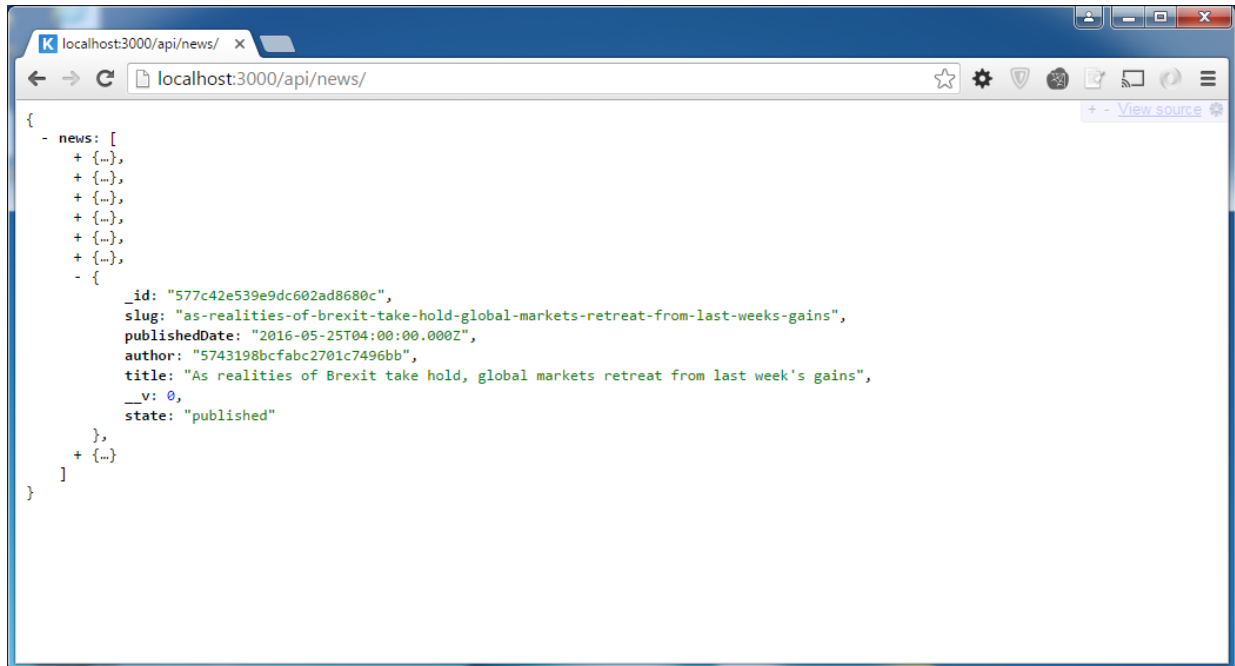 K localhost:3000/api/news/ x
localhost:3000/api/news/
+ - View source
{
- news: [
+ {…},
+ {…},
+ {…},
+ {…},
+ {…},
+ {…},
- {
_id: "577c42e539e9dc602ad8680c",
slug: "as-realities-of-brexit-take-hold-global-markets-retreat-from-last-weeks-gains",
publishedDate: "2016-05-25T04:00:00.000Z",
author: "5743198bcfabc2701c7496bb",
title: "As realities of Brexit take hold, global markets retreat from last week's gains",
__v: 0,
state: "published"
},
+ {…}
]
}